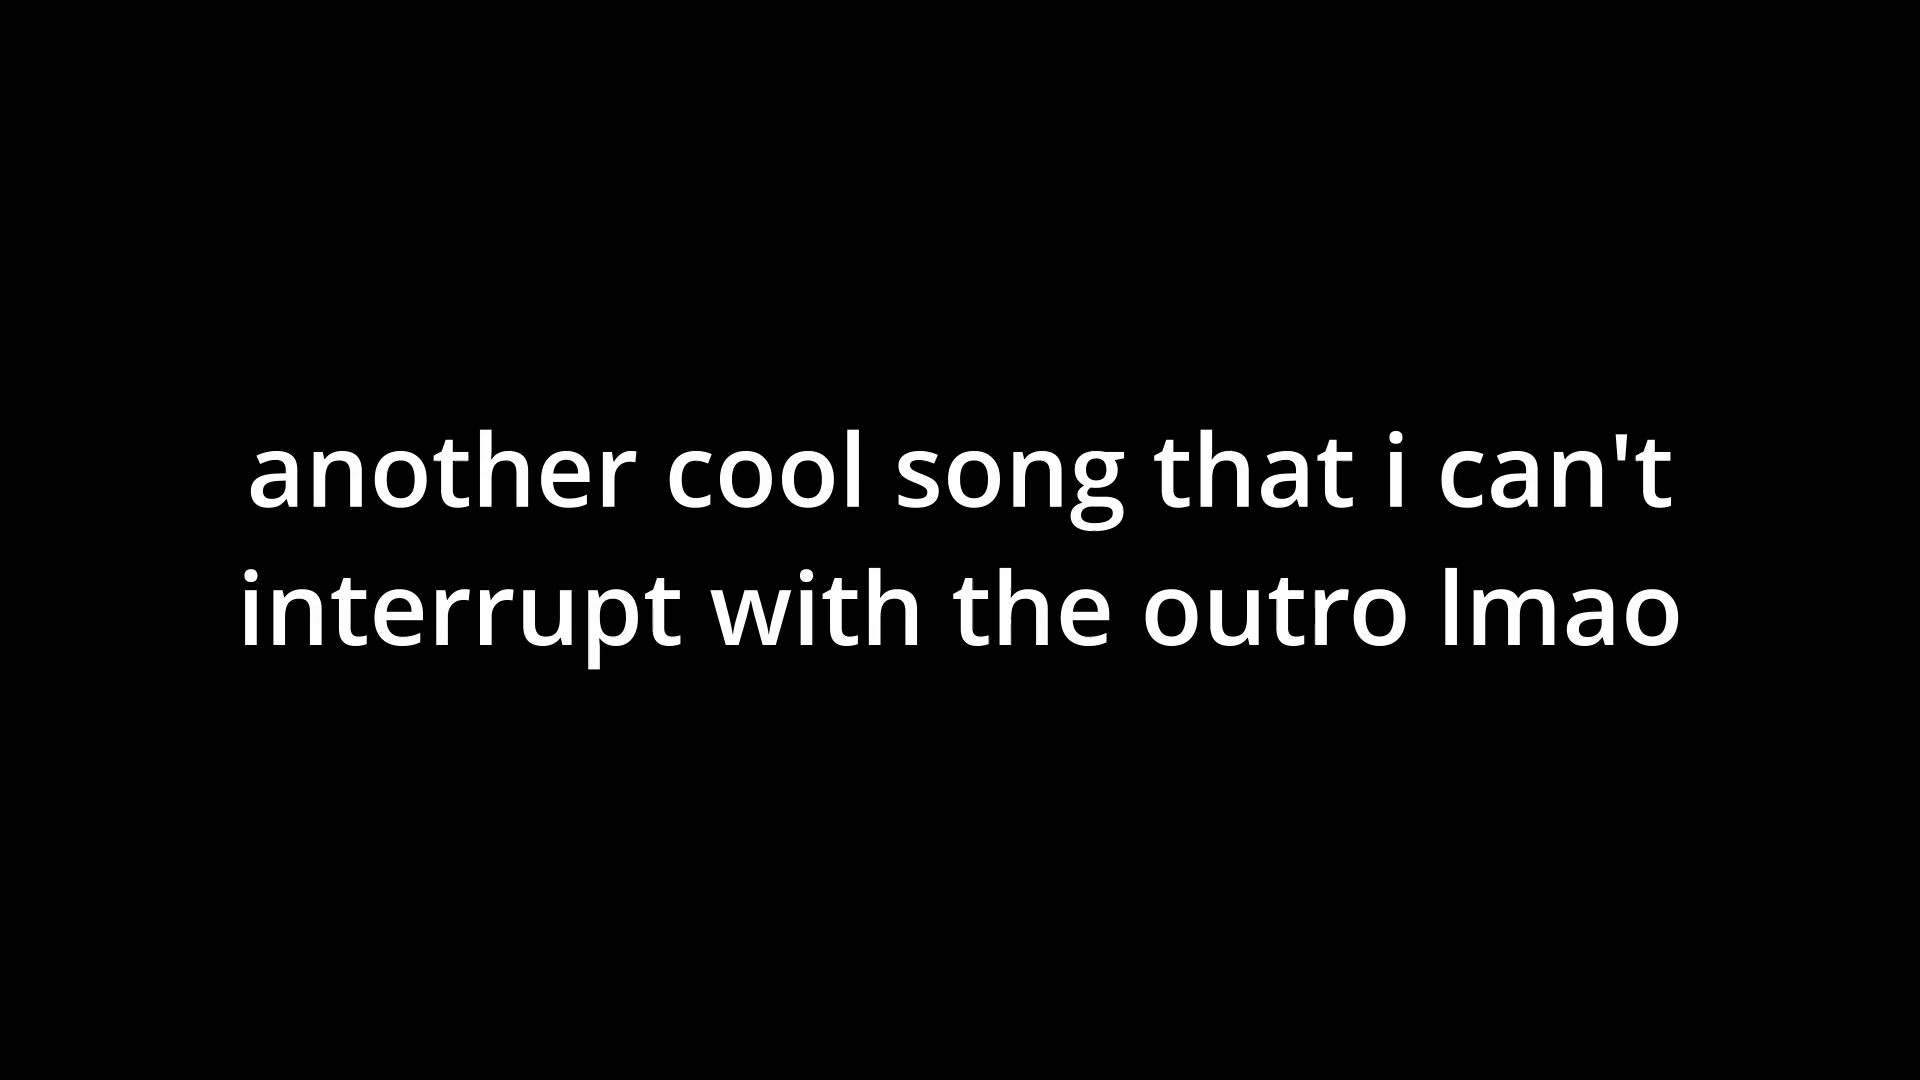 another cool song that i can't
interrupt with the outro lmao